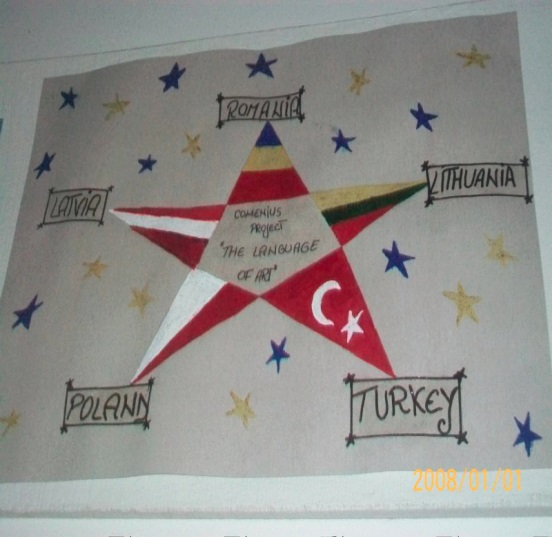 ROMANIA
LITHUANIA
LATVIA
COMENIUS
PROJECT
"THE LANGUAGE
OF ART"
POLAND
TURKEY
2008/01/01